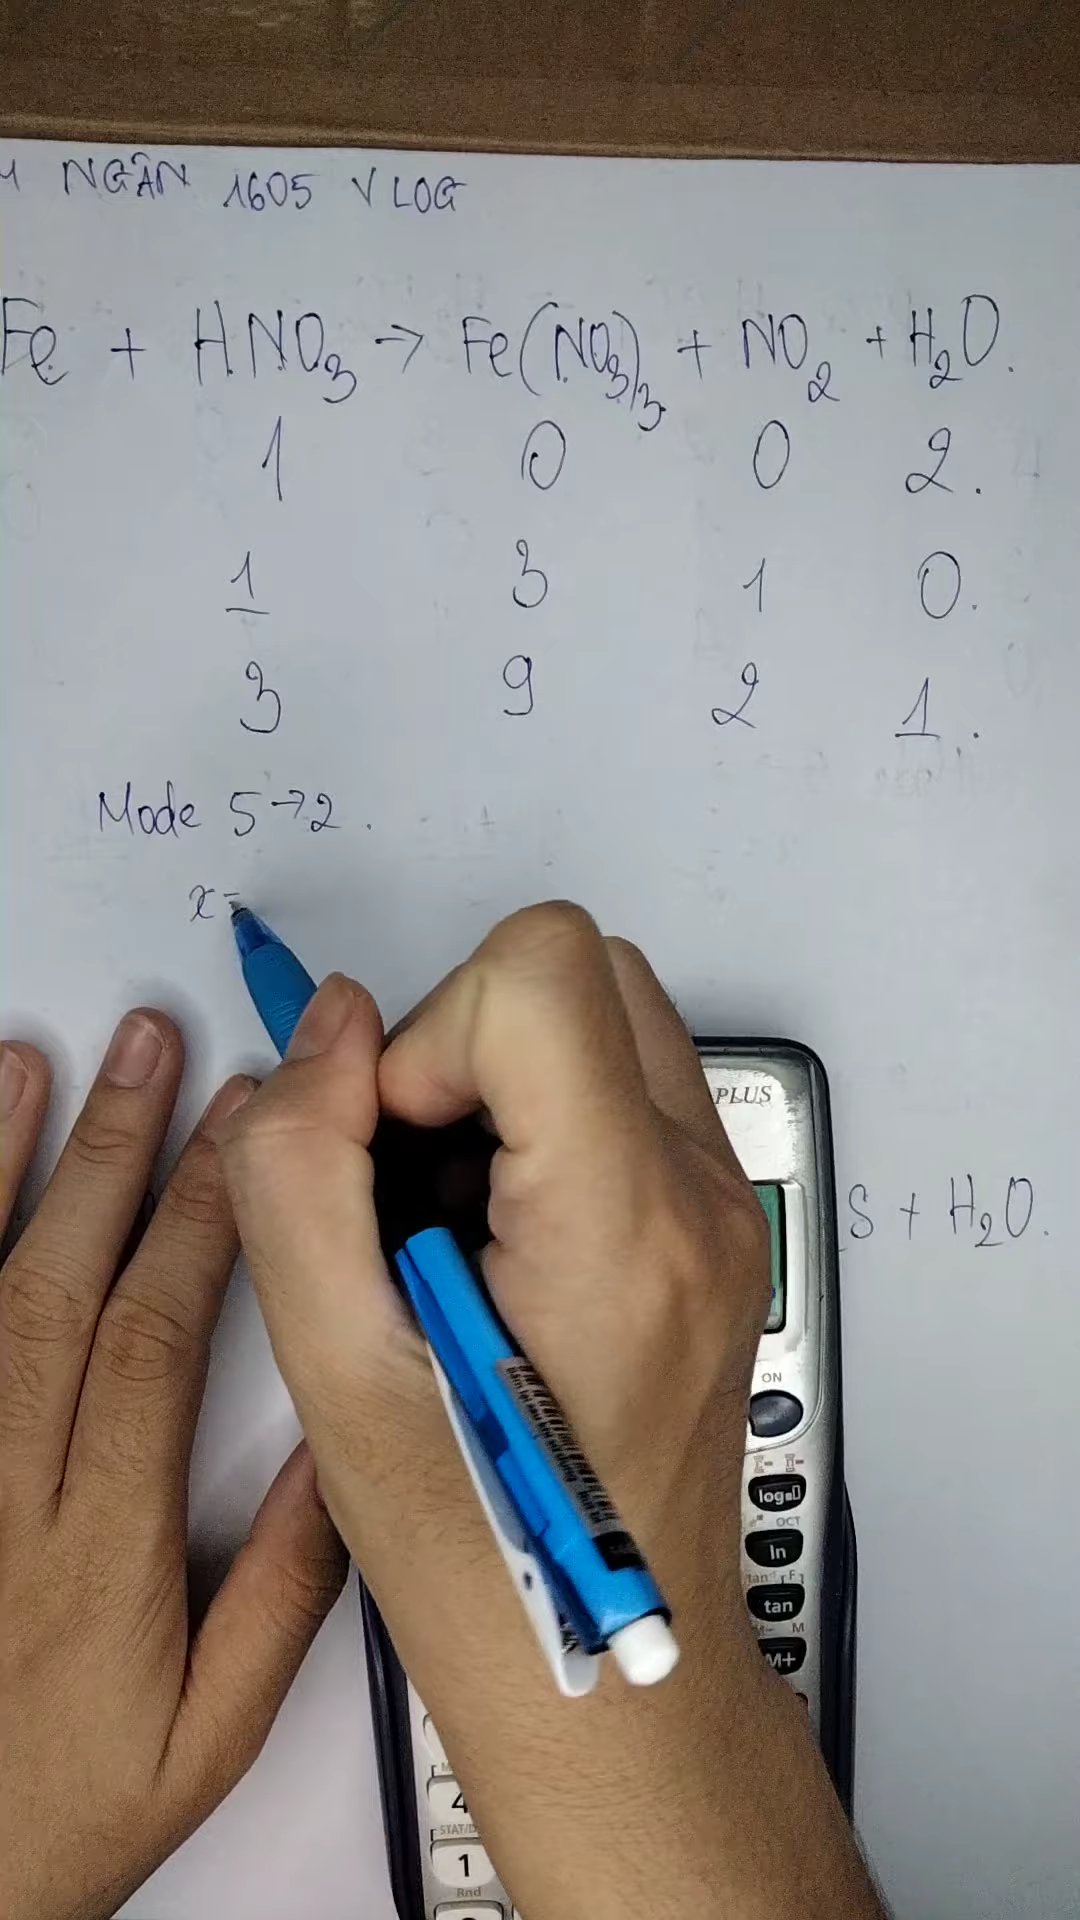 NGÂN 1605 VLOG
Fe + HNO3 → Fe(NO3)3 + NO2 + H2O.
1 0 0 2.
1 3 1 0.
3 9 2 1.
Mode 5→2.
x=
PLUS
S + H2O.
ON
log
OCT
ln
tan F
tan
M- M
M+
4
STAT/D
1
Rnd